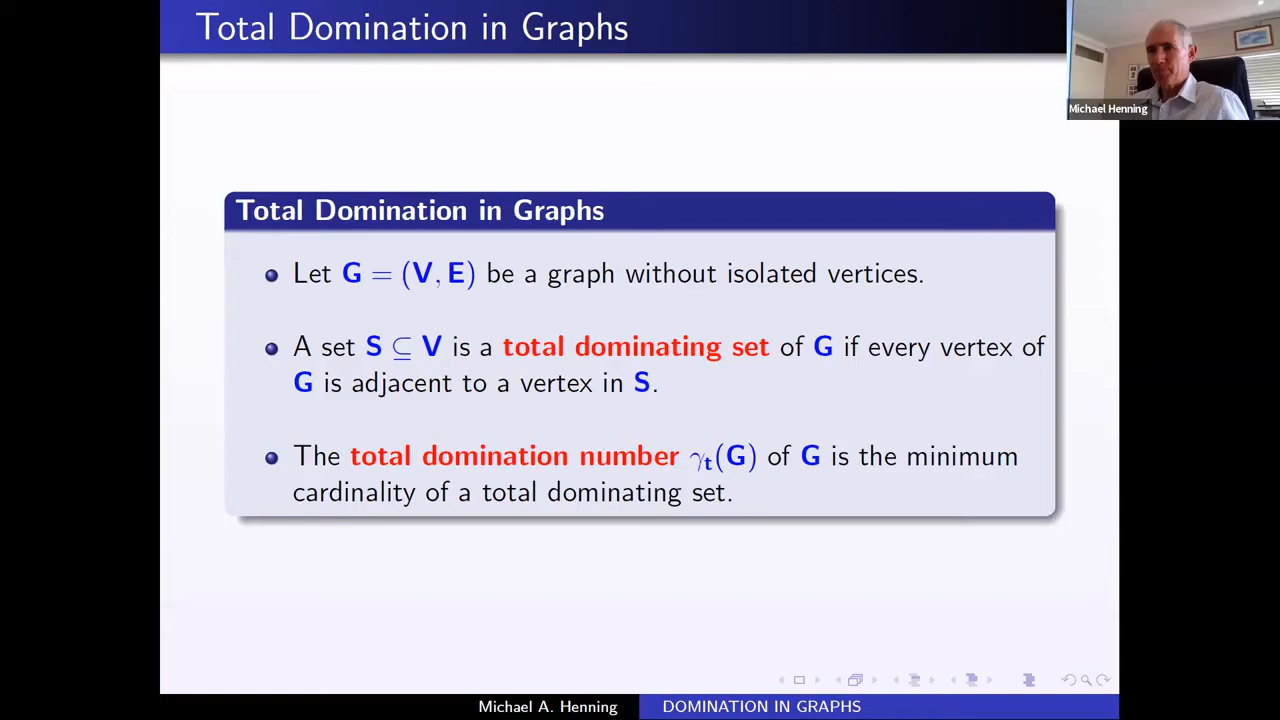 Total Domination in Graphs
Michael Henning
Total Domination in Graphs
Let G = (V, E) be a graph without isolated vertices.
A set S ⊆ V is a total dominating set of G if every vertex of
G is adjacent to a vertex in S.
The total domination number γt(G) of G is the minimum
cardinality of a total dominating set.
Michael A. Henning
DOMINATION IN GRAPHS